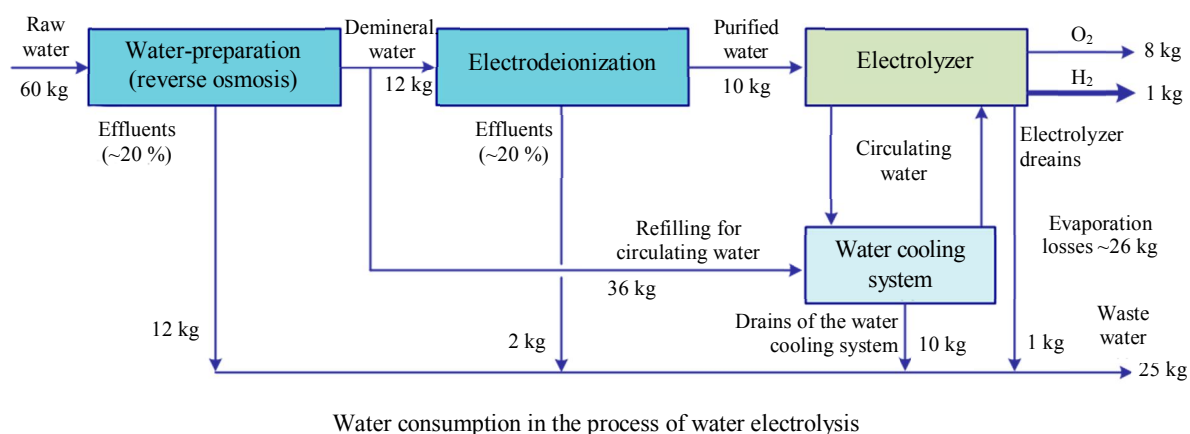 Raw
water
60 kg
Water-preparation
(reverse osmosis)
Demineral.
water
12 kg
Electrodeionization
Purified
water
10 kg
Electrolyzer
O₂
8 kg
H₂
1 kg
Effluents
(~20 %)
Effluents
(~20 %)
Circulating
water
Electrolyzer
dreains
Refilling for
circulating water
36 kg
Water cooling
system
Evaporation
losses ~26 kg
12 kg
2 kg
Drains of the water
cooling system
10 kg
1 kg
Waste
water
25 kg
Water consumption in the process of water electrolysis